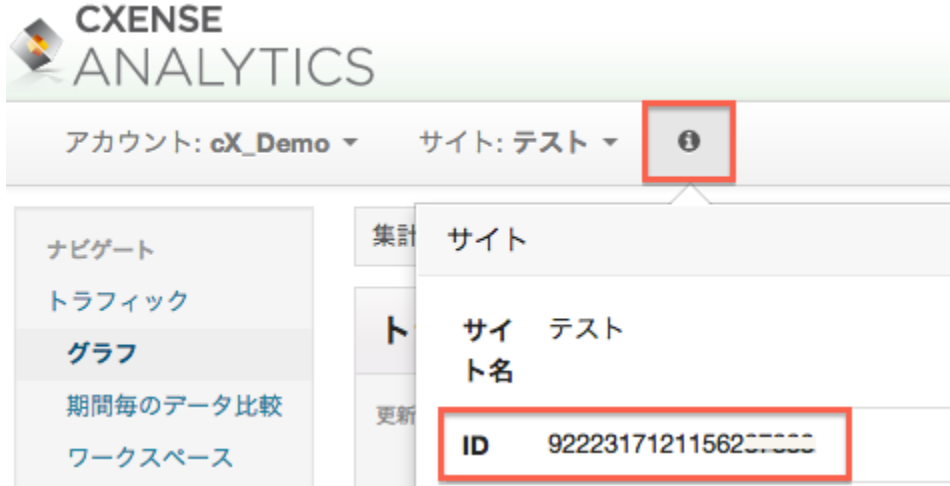 CXENSE
ANALYTICS
アカウント: cX_Demo
サイト: テスト
ナビゲート
トラフィック
グラフ
期間毎のデータ比較
ワークスペース
集計
ト
更新
サイト
サイ テスト
ト名
ID